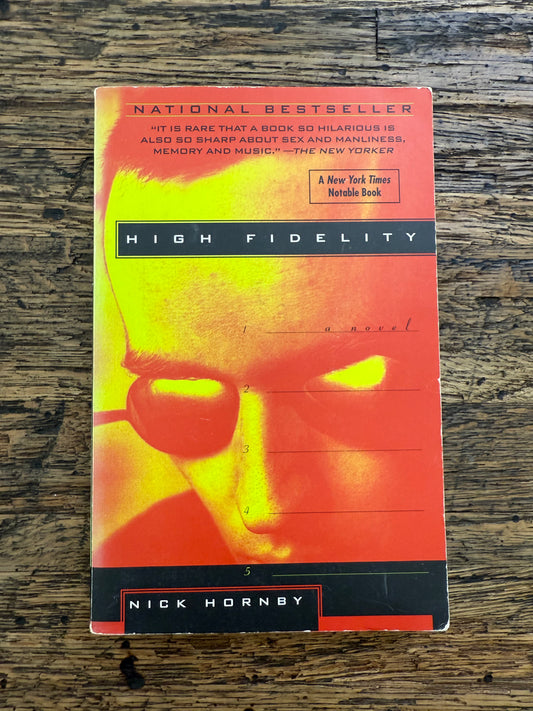 NATIONAL BESTSELLER
“IT IS RARE THAT A BOOK SO HILARIOUS IS
ALSO SO SHARP ABOUT SEX AND MANLINESS,
MEMORY AND MUSIC.” —THE NEW YORKER
A New York Times
Notable Book
HIGH FIDELITY
1 a novel
2
3
4
5
NICK HORNBY